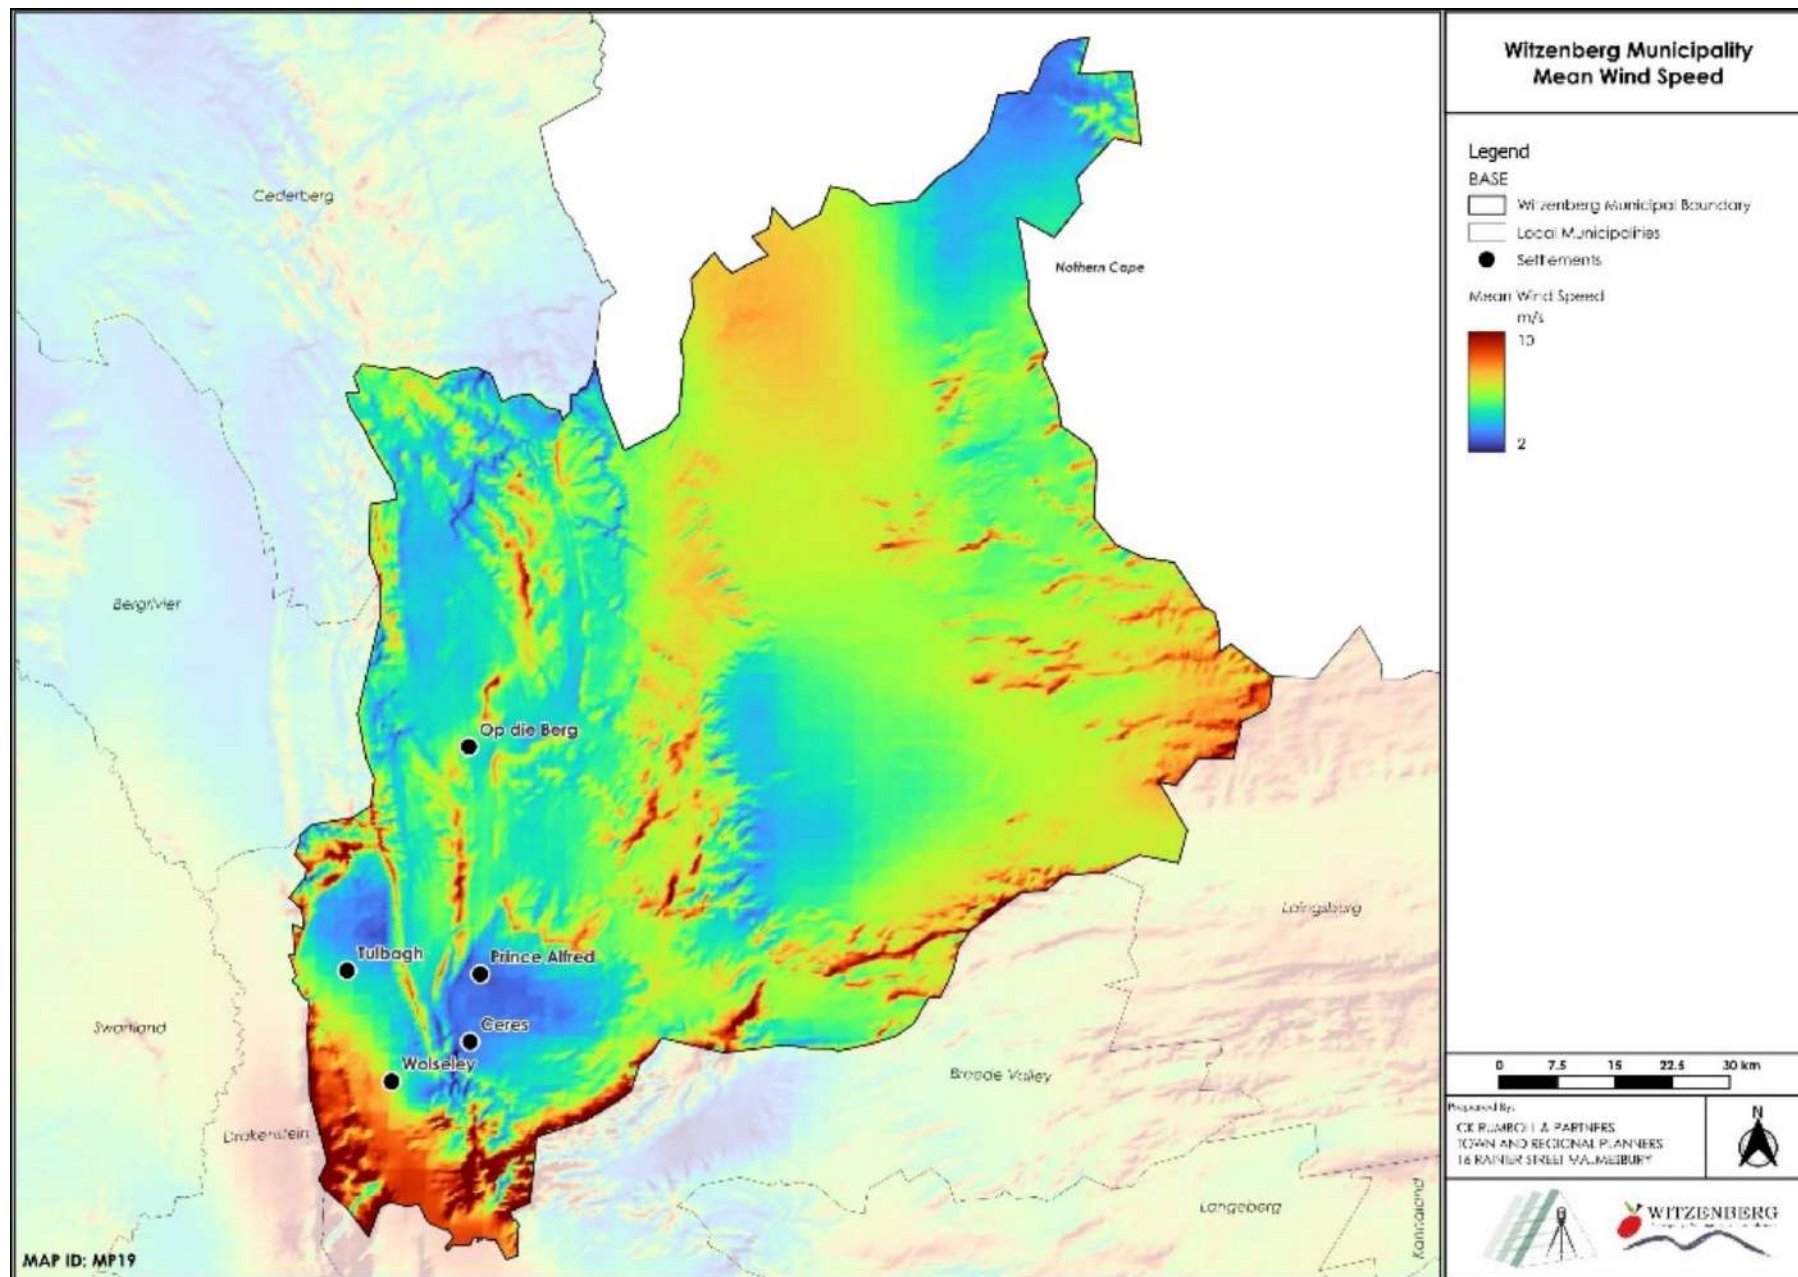 Witzenberg Municipality
Mean Wind Speed
Legend
BASE
Witzenberg Municipal Boundary
Local Municipalities
Settlements
Mean Wind Speed
m/s
10
2
Cederberg
Nothern Cape
Bergrivier
Op die Berg
Tulbagh
Prince Alfred
Ceres
Wolseley
Swartland
Drakenstein
Breede Valley
Laingsburg
Langeberg
Kannaland
0 7.5 15 22.5 30 km
Prepared By:
CK RUMBOLL & PARTNERS
TOWN AND REGIONAL PLANNERS
16 RAINIER STREET MALMESBURY
N
WITZENBERG
MAP ID: MP19